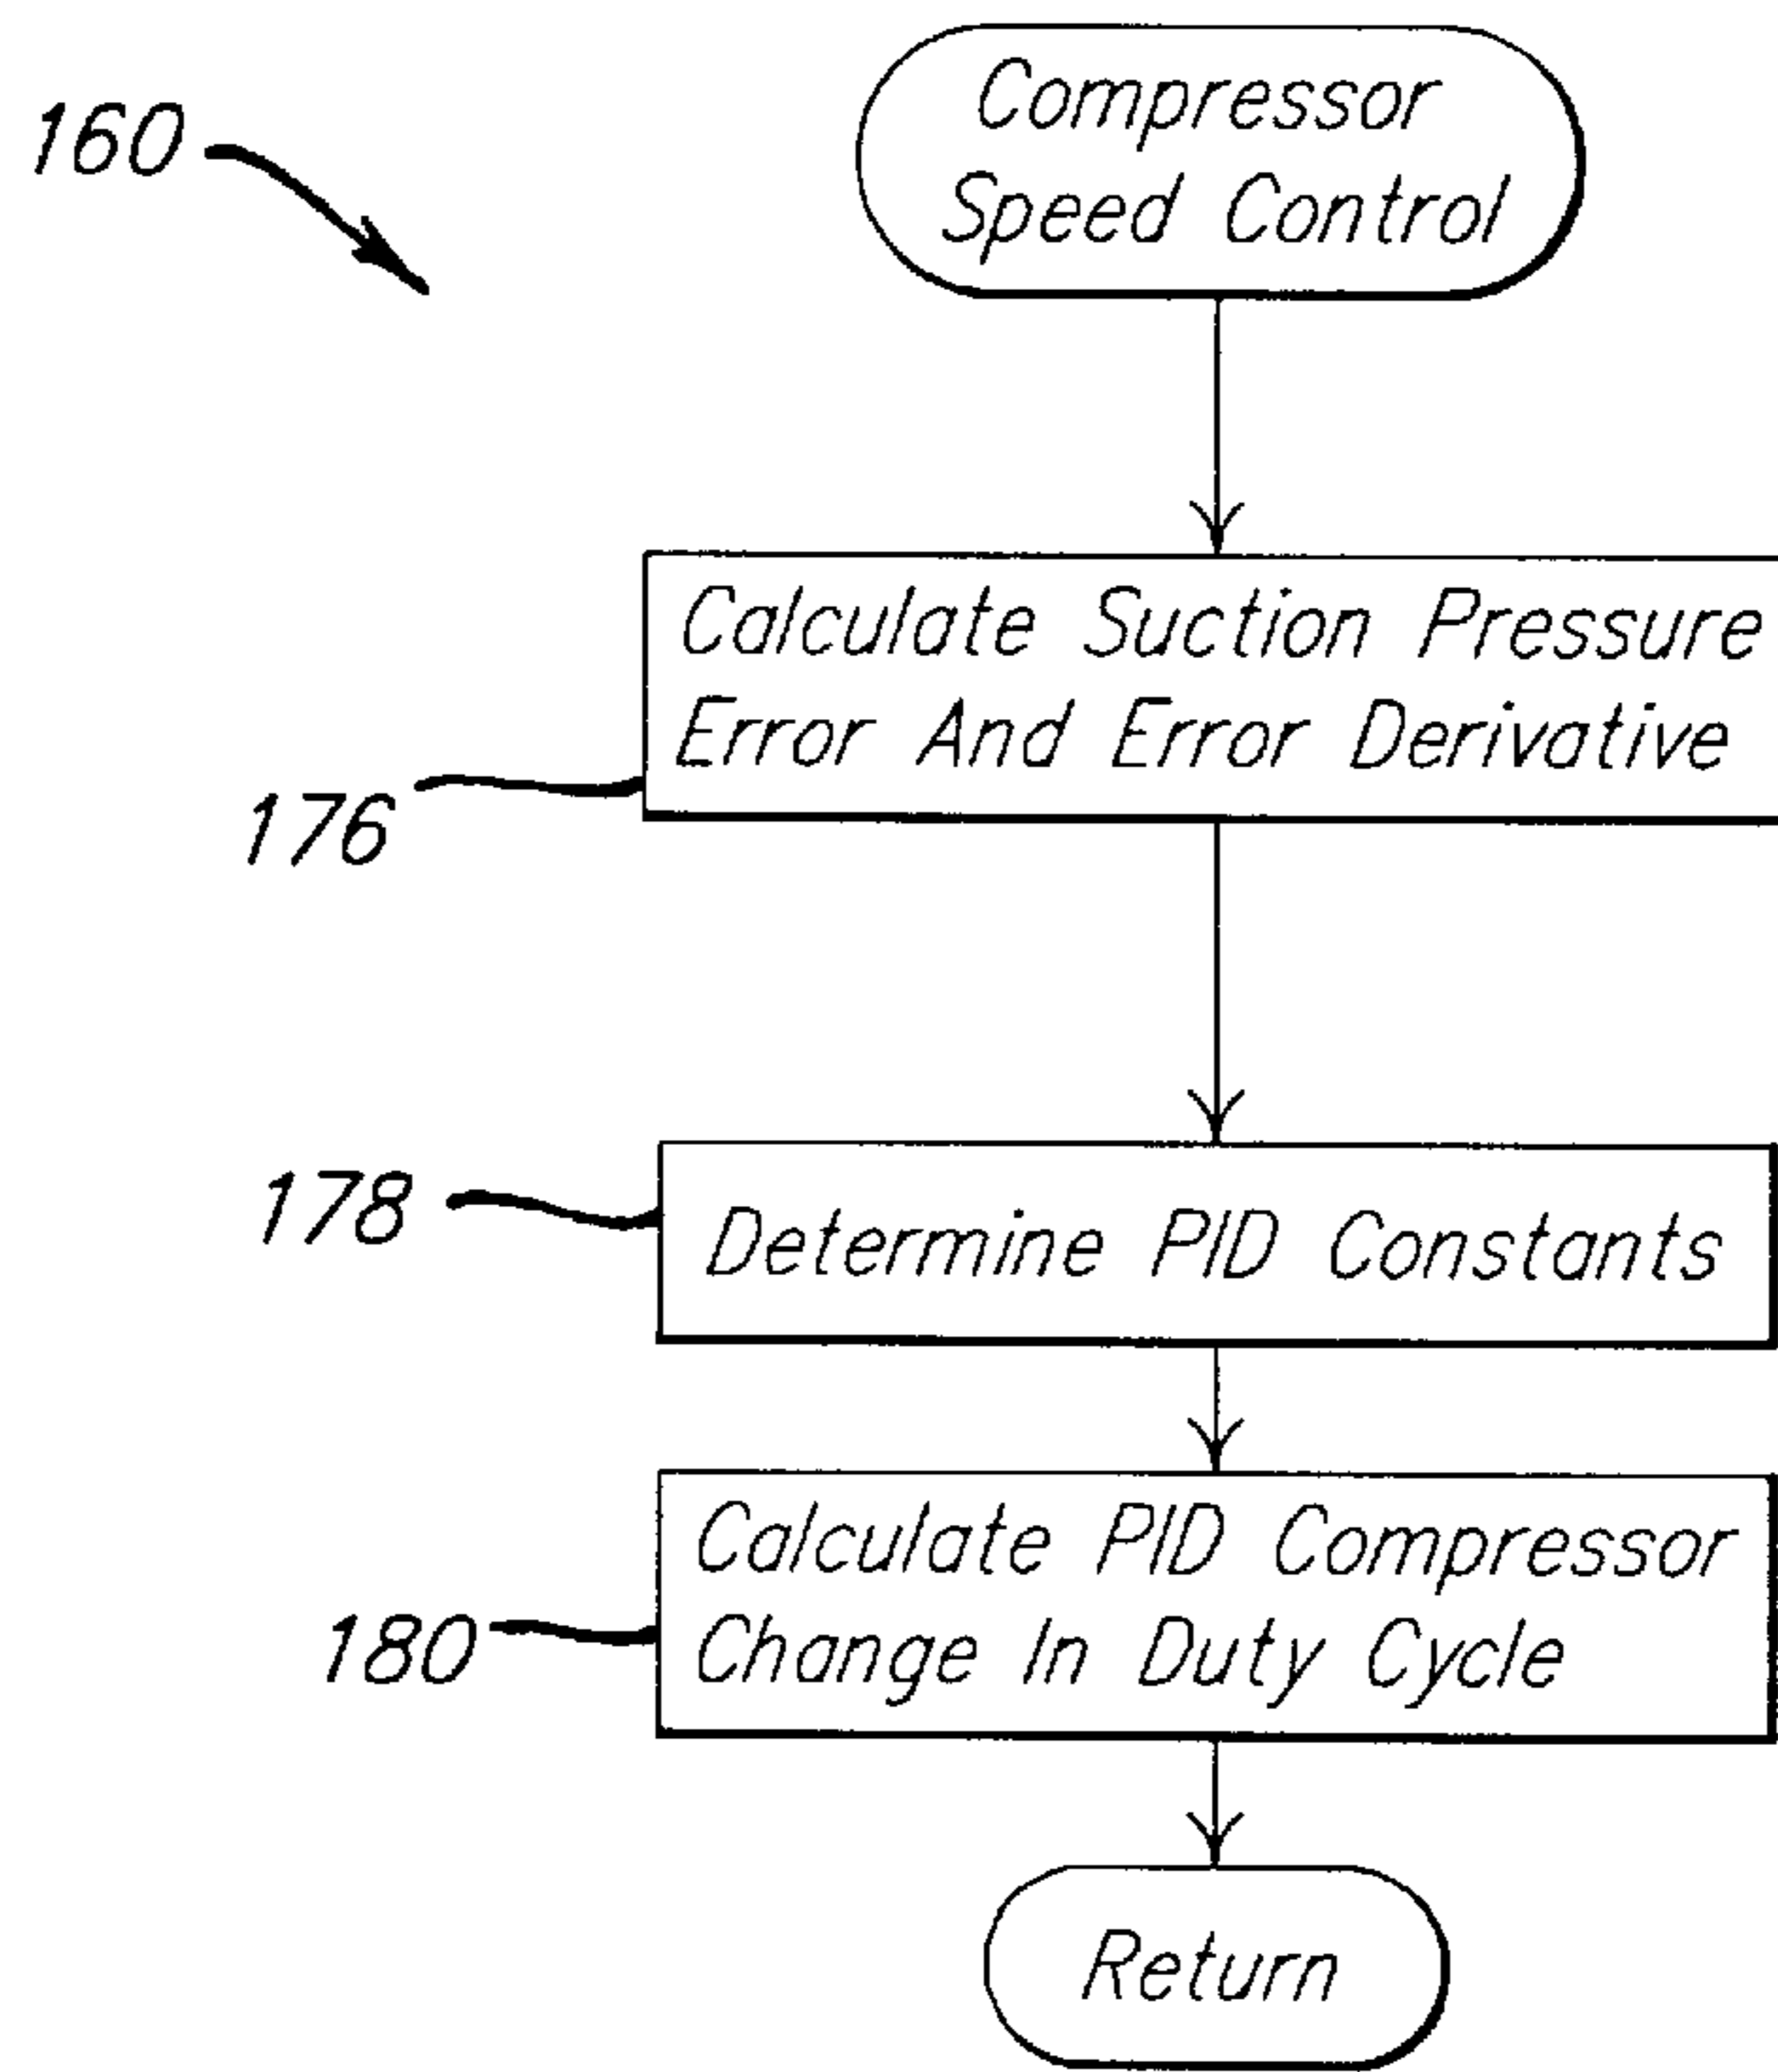 160
Compressor
Speed Control
Calculate Suction Pressure
Error And Error Derivative
176
178
Determine PID Constants
Calculate PID Compressor
180
Change In Duty Cycle
Return